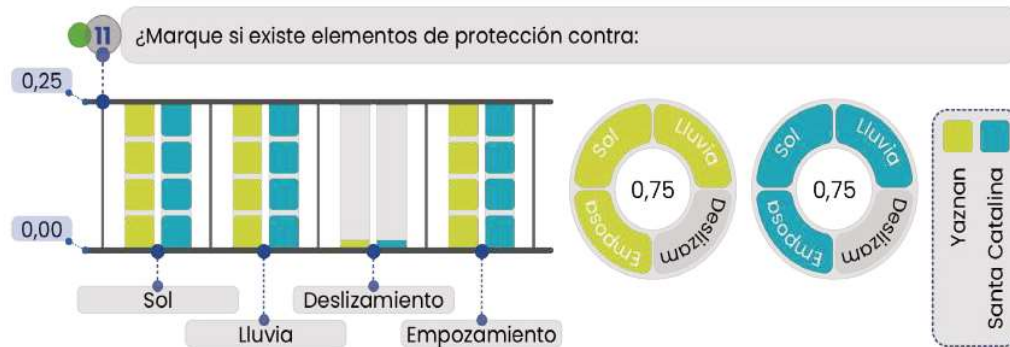 11 ¿Marque si existe elementos de protección contra:
0,25
0,00
Sol
Lluvia
Deslizamiento
Empozamiento
Sol
Lluvia
Emposa
Deslizam
0,75
Sol
Lluvia
Emposa
Deslizam
0,75
Yaznan
Santa Catalina